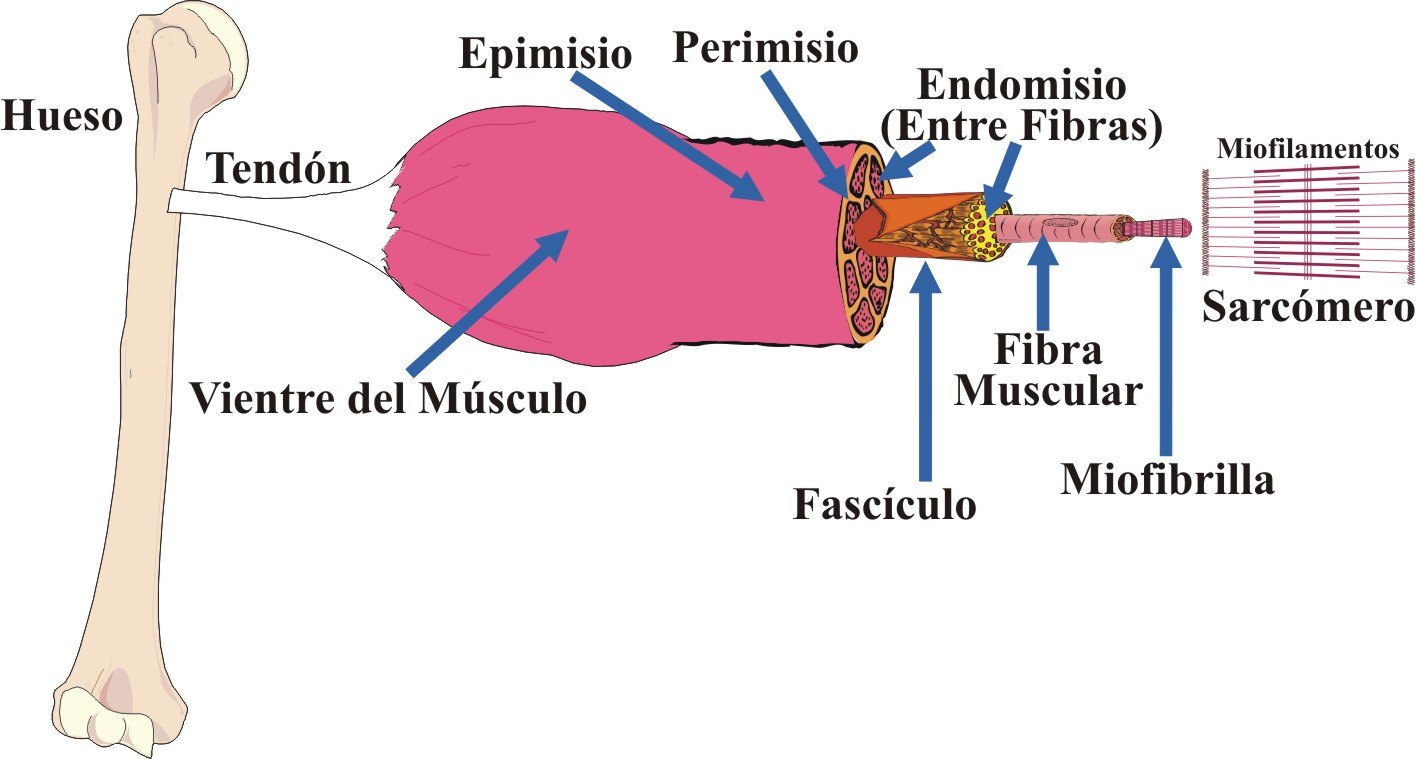 Epimisio
Perimisio
Endomisio
(Entre Fibras)
Hueso
Tendón
Miofilamentos
Sarcómero
Fibra
Muscular
Vientre del Músculo
Miofibrilla
Fascículo